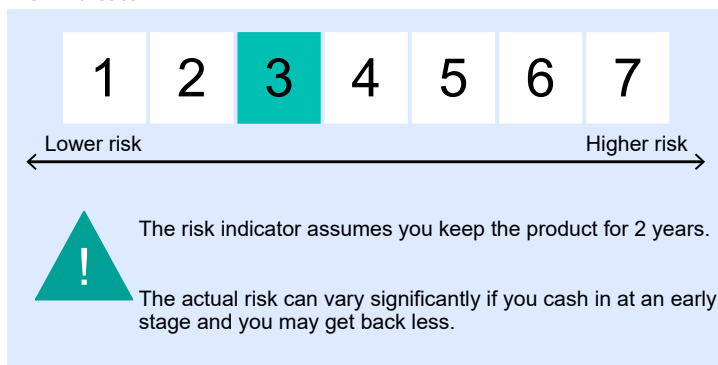 1 2 3 4 5 6 7
Lower risk Higher risk
The risk indicator assumes you keep the product for 2 years.
!
The actual risk can vary significantly if you cash in at an early
stage and you may get back less.